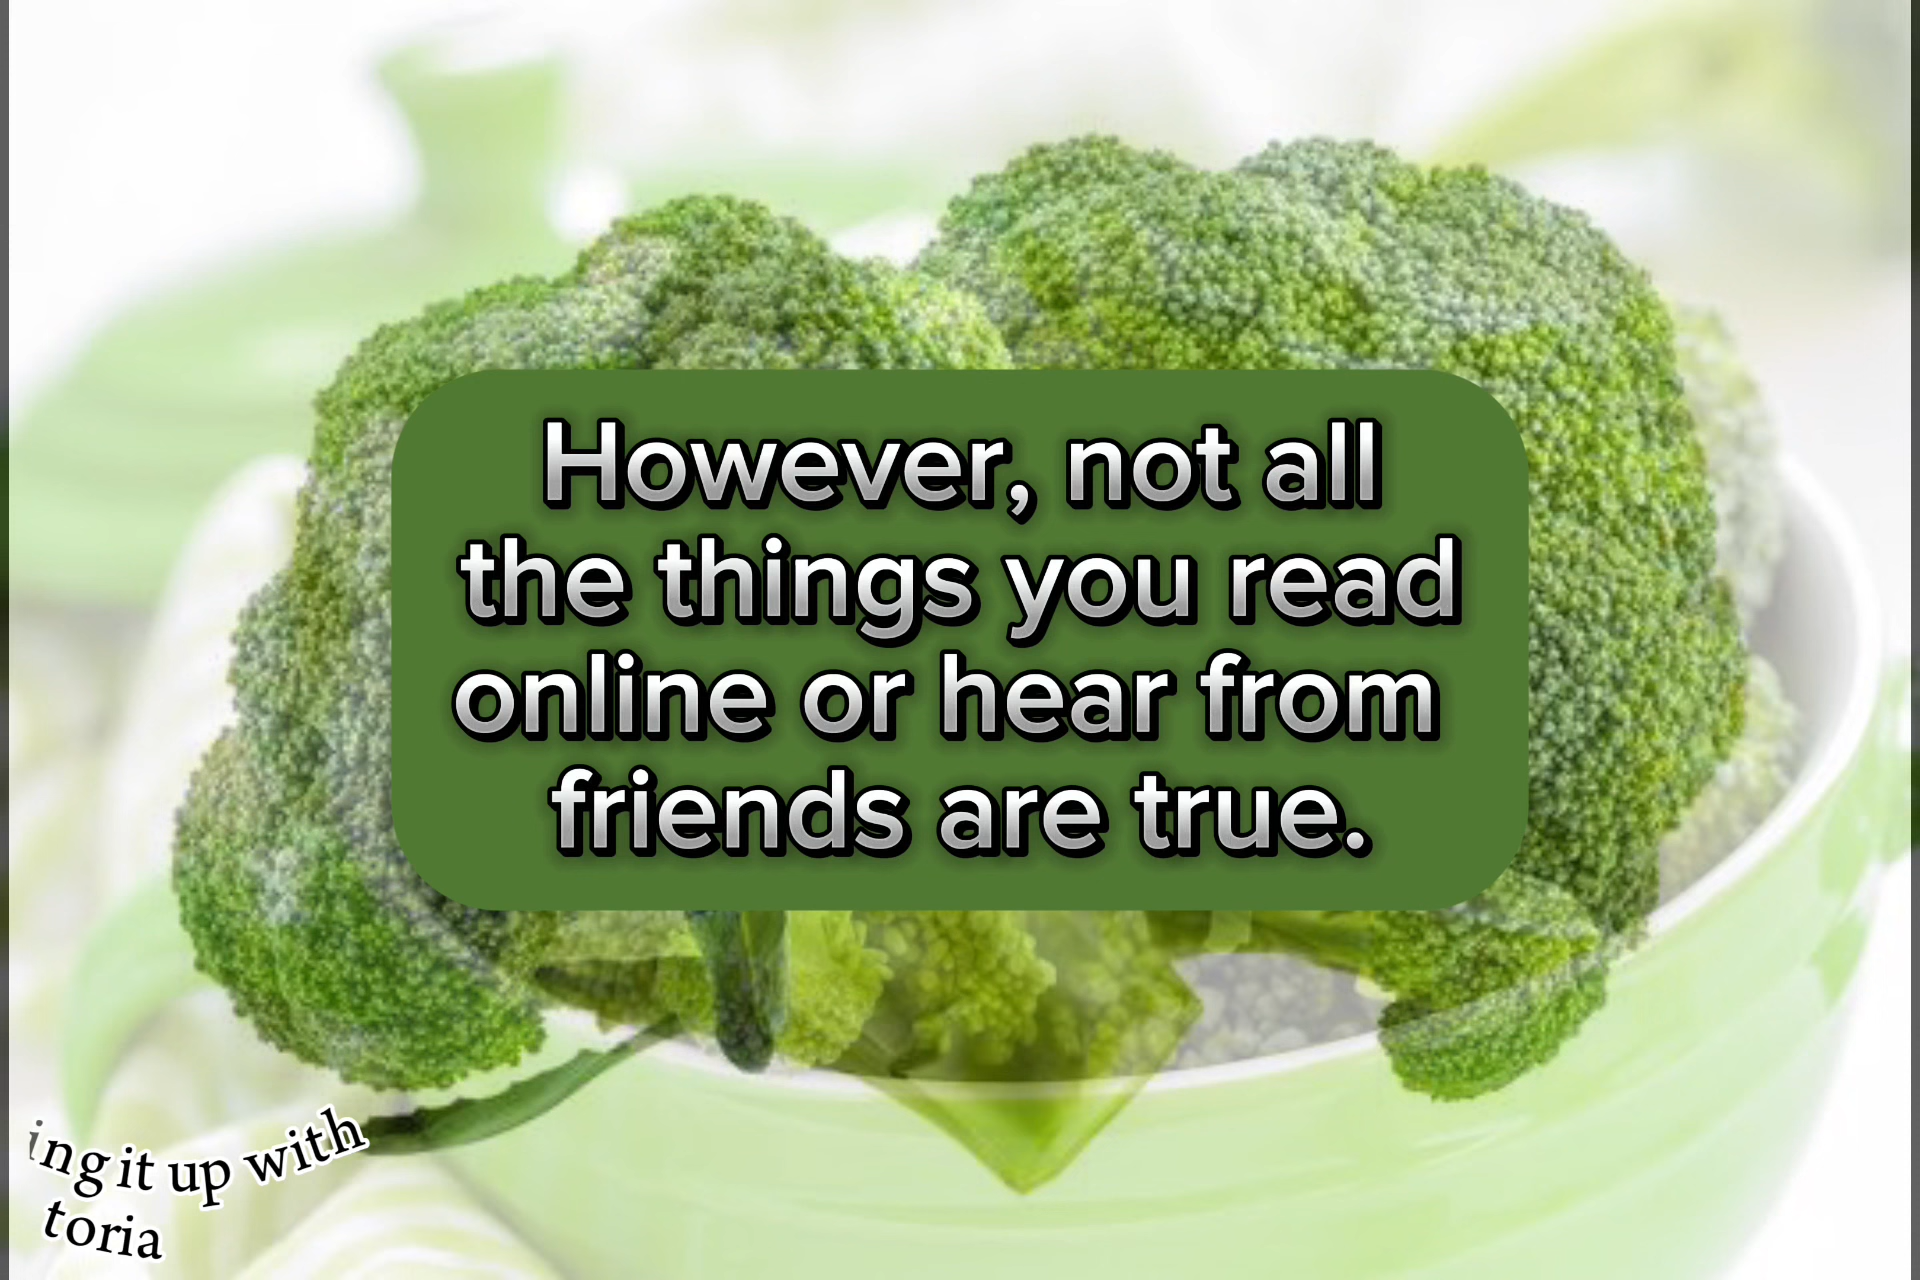 However, not all
the things you read
online or hear from
friends are true.
ing it up with
toria